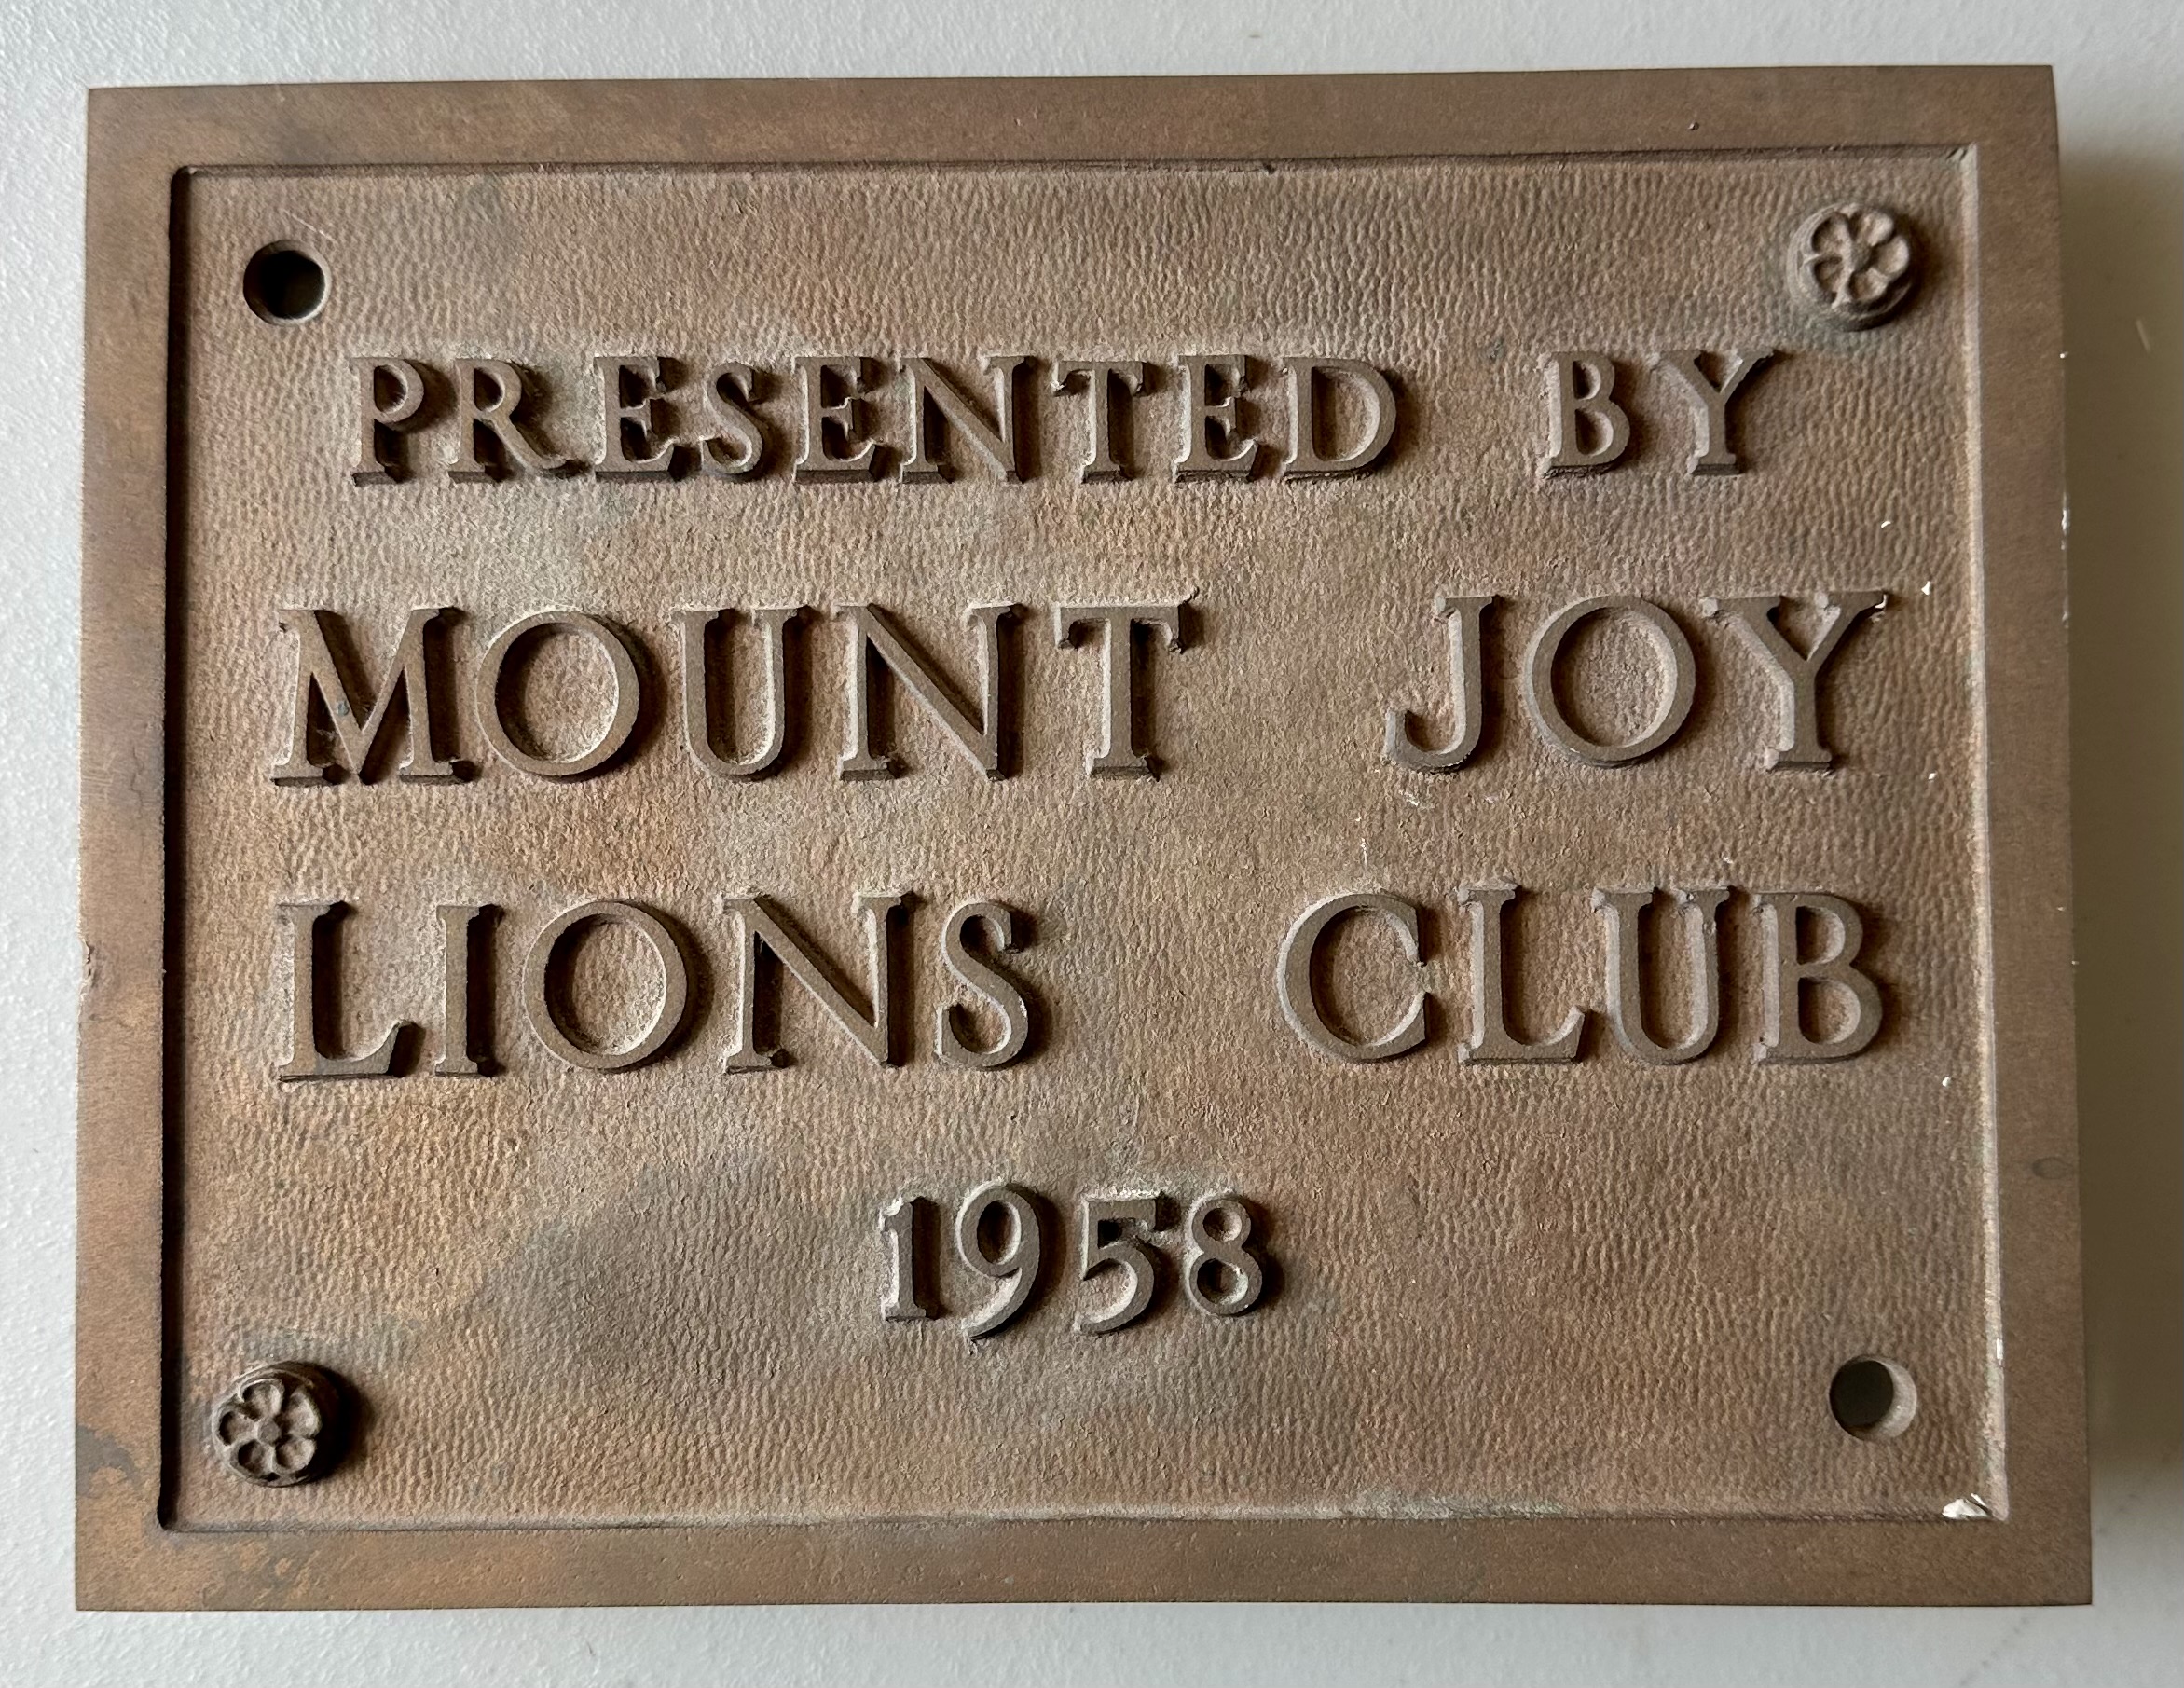 PRESENTED BY
MOUNT JOY
LIONS CLUB
1958